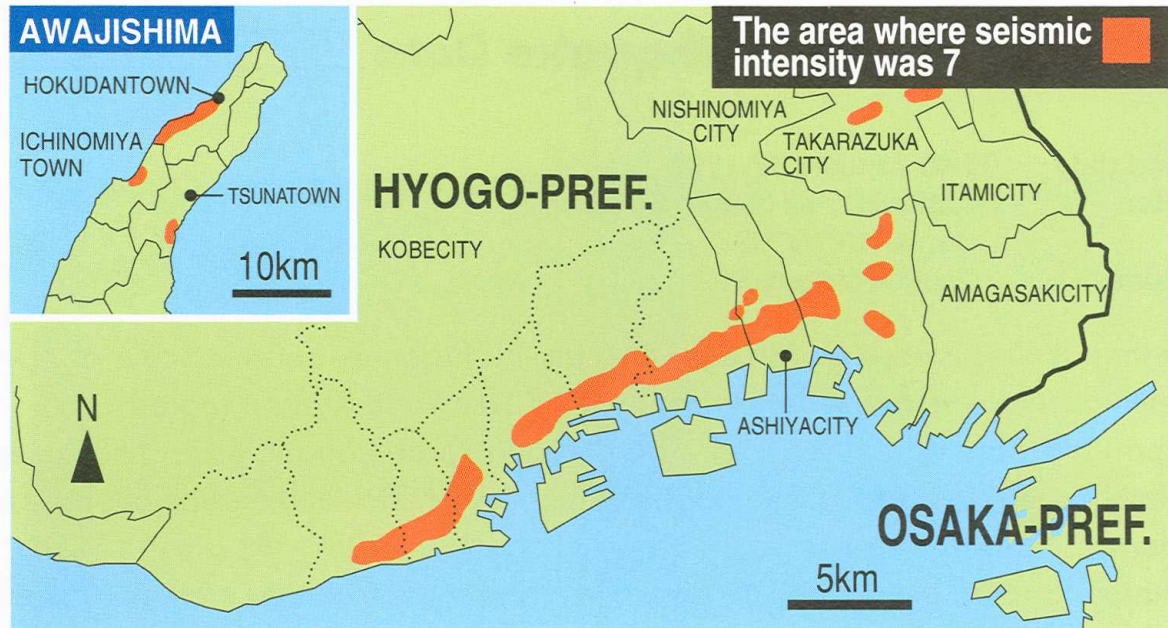 AWAJISHIMA
HOKUDANTOWN
ICHINOMIYA
TOWN
TSUNATOWN
10km
The area where seismic
intensity was 7
NISHINOMIYA
CITY
TAKARAZUKA
CITY
ITAMICITY
HYOGO-PREF.
KOBECITY
AMAGASAKICITY
N
ASHIYACITY
OSAKA-PREF.
5km